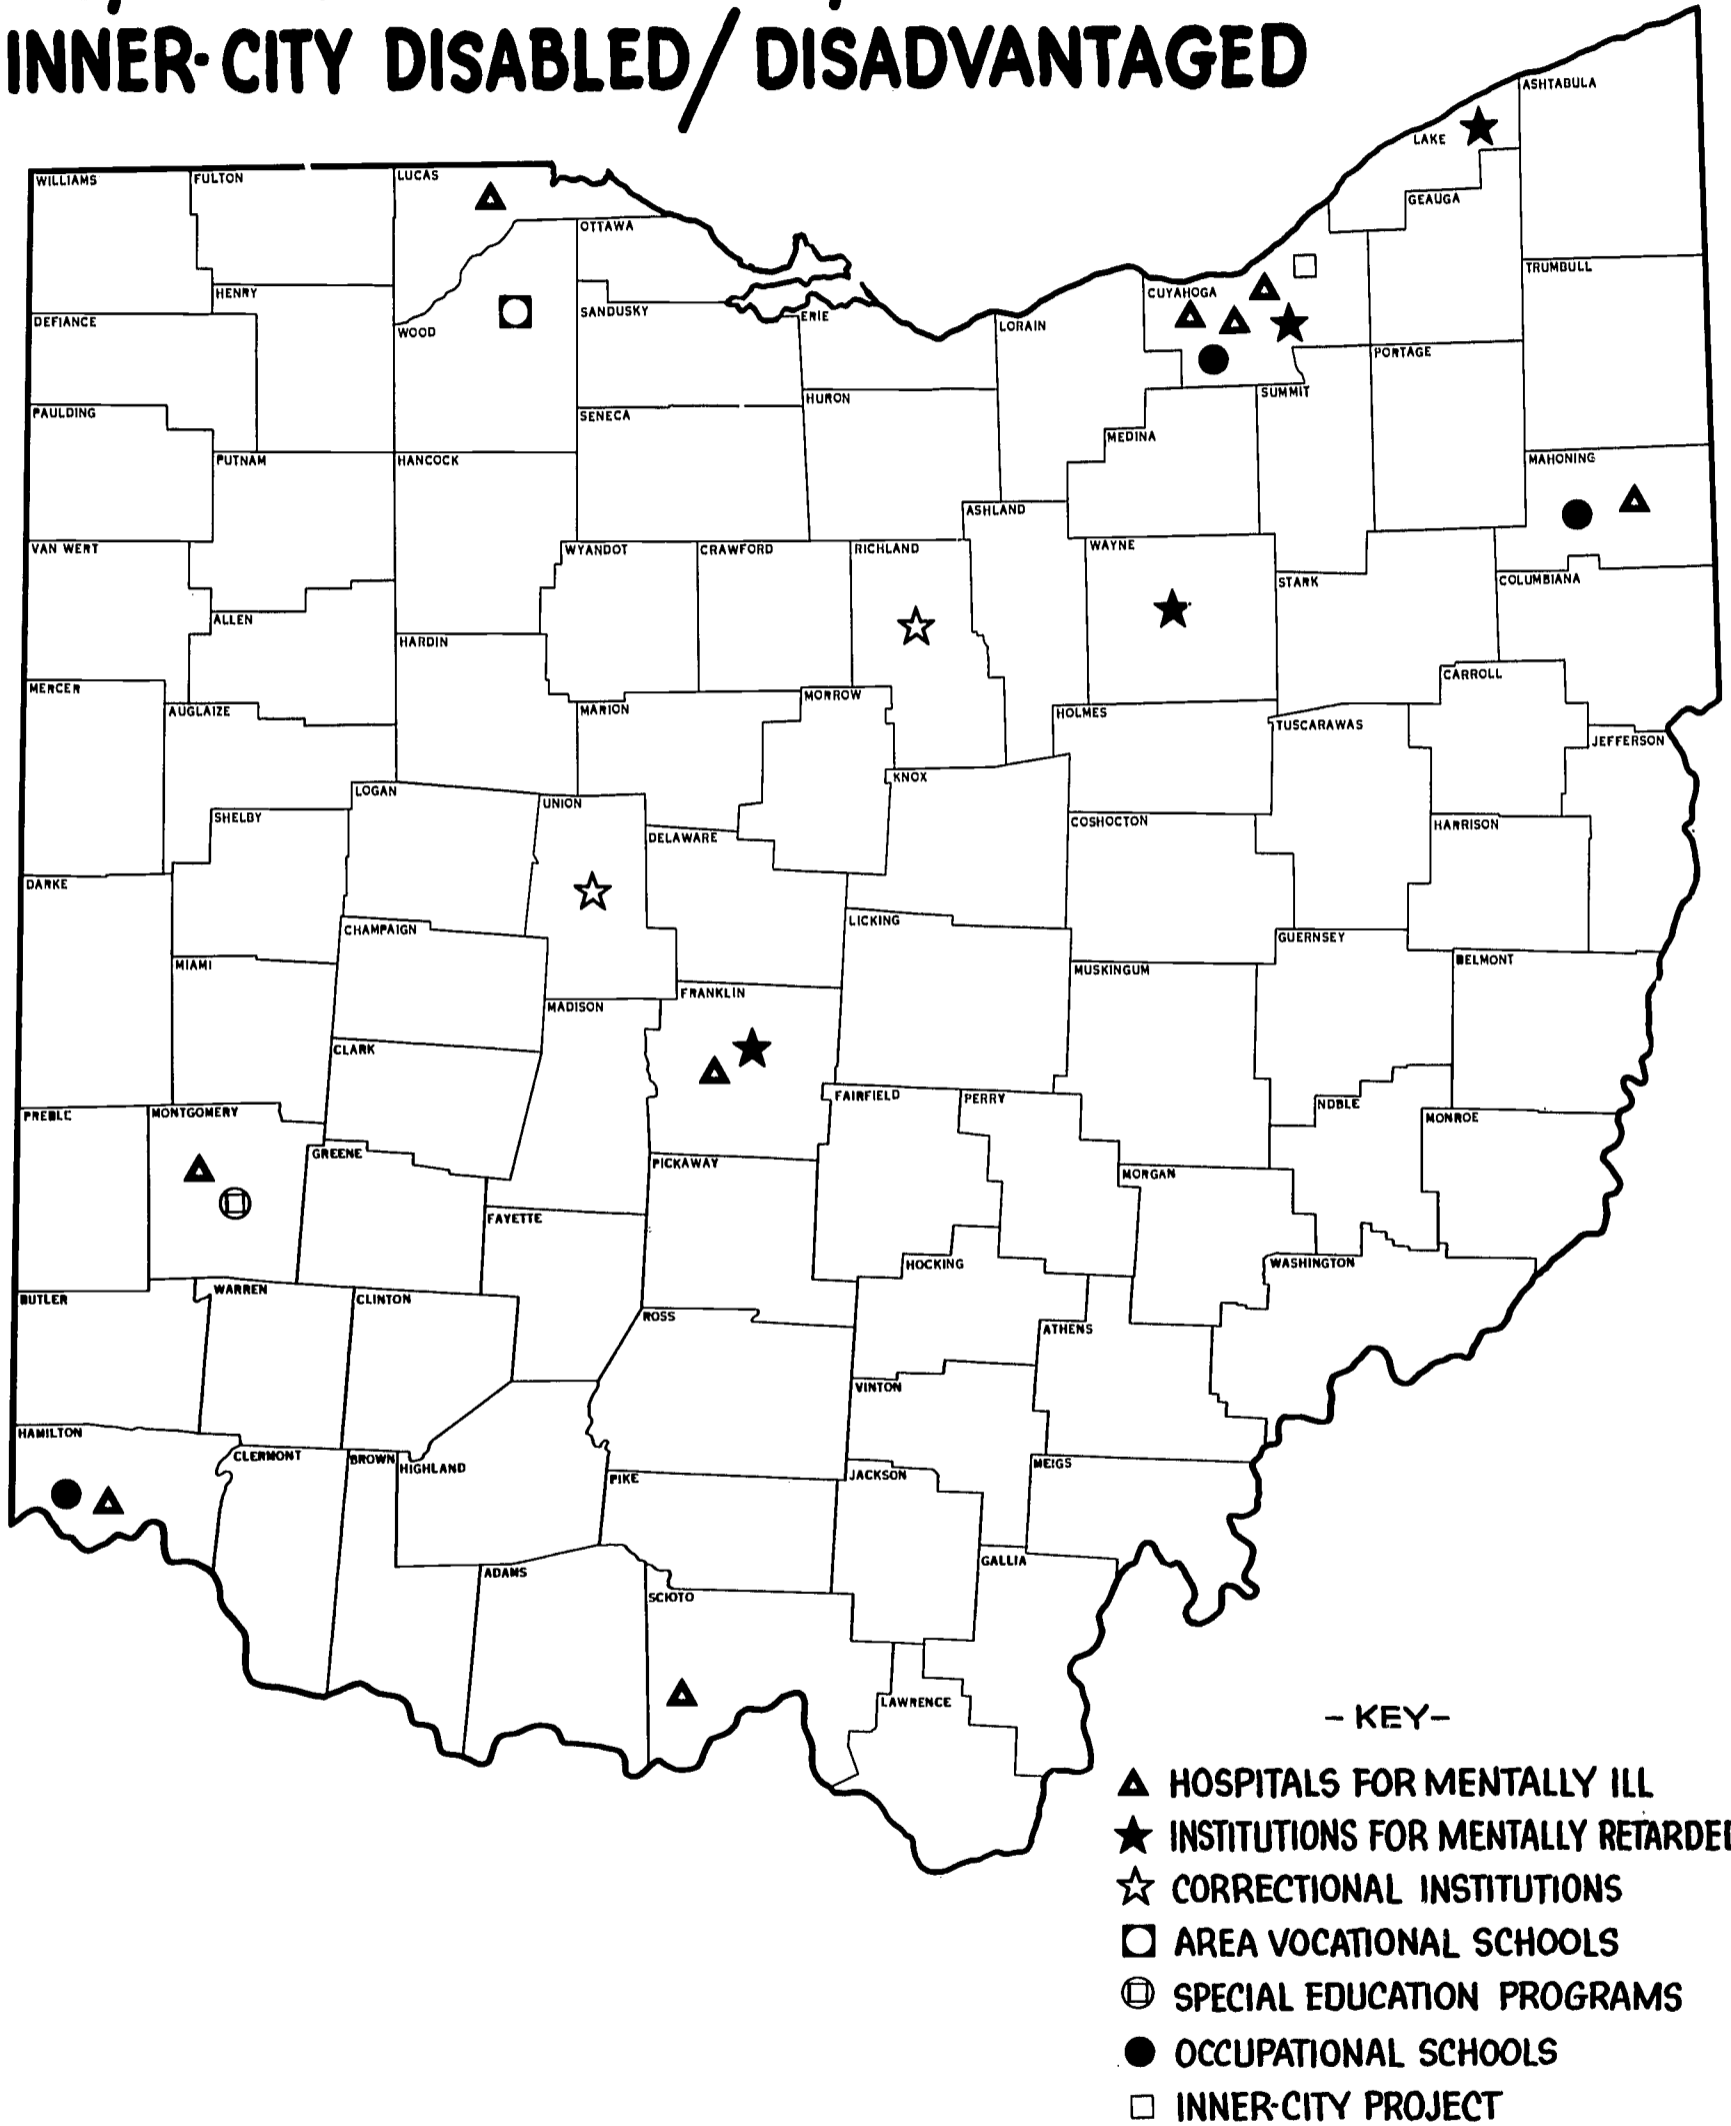 INNER-CITY DISABLED/DISADVANTAGED
ASHTABULA
LAKE
WILLIAMS
FULTON
LUCAS
GEAUGA
OTTAWA
TRUMBULL
HENRY
CUYAHOGA
DEFIANCE
WOOD
SANDUSKY
ERIE
LORAIN
PORTAGE
PAULDING
SENECA
HURON
SUMMIT
MEDINA
PUTNAM
HANCOCK
MAHONING
ASHLAND
VAN WERT
WYANDOT
CRAWFORD
RICHLAND
WAYNE
STARK
COLUMBIANA
ALLEN
HARDIN
CARROLL
MERCER
AUGLAIZE
MARION
MORROW
HOLMES
TUSCARAWAS
JEFFERSON
KNOX
LOGAN
UNION
SHELBY
DELAWARE
COSHOCTON
HARRISON
DARKE
LICKING
CHAMPAIGN
GUERNSEY
BELMONT
MIAMI
MUSKINGUM
FRANKLIN
MADISON
CLARK
FAIRFIELD
PERRY
NOBLE
PREBLE
MONTGOMERY
MONROE
GREENE
PICKAWAY
MORGAN
FAYETTE
HOCKING
WASHINGTON
BUTLER
WARREN
CLINTON
ROSS
ATHENS
VINTON
HAMILTON
CLERMONT
BROWN
HIGHLAND
PIKE
JACKSON
MEIGS
GALLIA
ADAMS
SCIOTO
LAWRENCE
- KEY-
HOSPITALS FOR MENTALLY ILL
INSTITUTIONS FOR MENTALLY RETARDED
CORRECTIONAL INSTITUTIONS
AREA VOCATIONAL SCHOOLS
SPECIAL EDUCATION PROGRAMS
OCCUPATIONAL SCHOOLS
INNER-CITY PROJECT